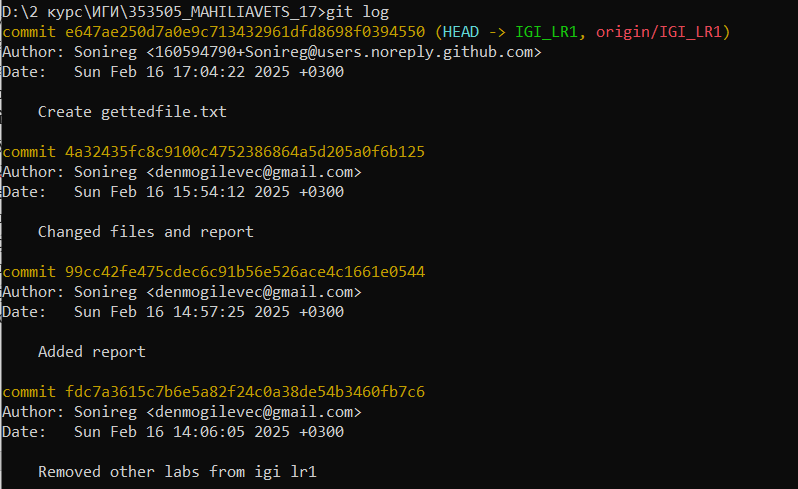 D:\2 курс\ИГИ\353505_MAHILIAVETS_17>git log
commit e647ae250d7a0e9c713432961dfd8698f0394550 (HEAD -> IGI_LR1, origin/IGI_LR1)
Author: Sonireg <160594790+Sonireg@users.noreply.github.com>
Date:   Sun Feb 16 17:04:22 2025 +0300
    Create gettedfile.txt
commit 4a32435fc8c9100c4752386864a5d205a0f6b125
Author: Sonireg <denmogilevec@gmail.com>
Date:   Sun Feb 16 15:54:12 2025 +0300
    Changed files and report
commit 99cc42fe475cdec6c91b56e526ace4c1661e0544
Author: Sonireg <denmogilevec@gmail.com>
Date:   Sun Feb 16 14:57:25 2025 +0300
    Added report
commit fdc7a3615c7b6e5a82f24c0a38de54b3460fb7c6
Author: Sonireg <denmogilevec@gmail.com>
Date:   Sun Feb 16 14:06:05 2025 +0300
    Removed other labs from igi lr1